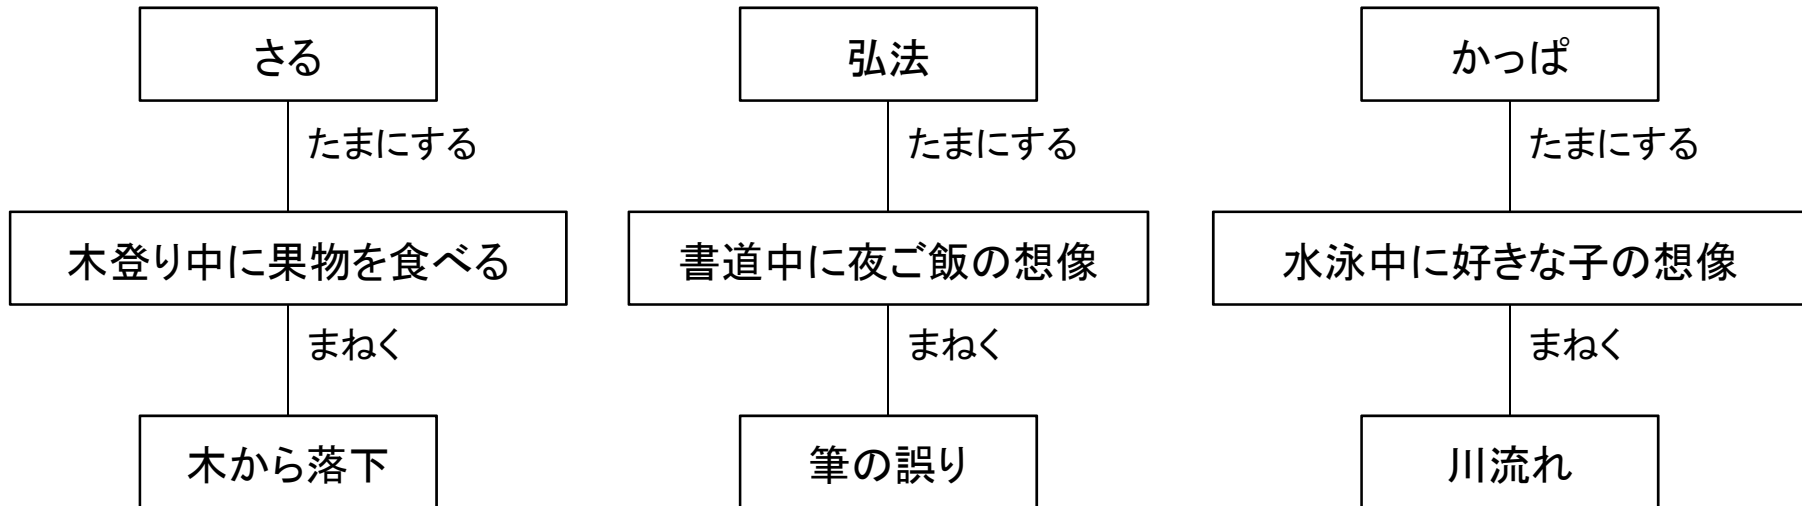 さる
弘法
かっぱ
たまにする
たまにする
たまにする
木登り中に果物を食べる
書道中に夜ご飯の想像
水泳中に好きな子の想像
まねく
まねく
まねく
木から落下
筆の誤り
川流れ